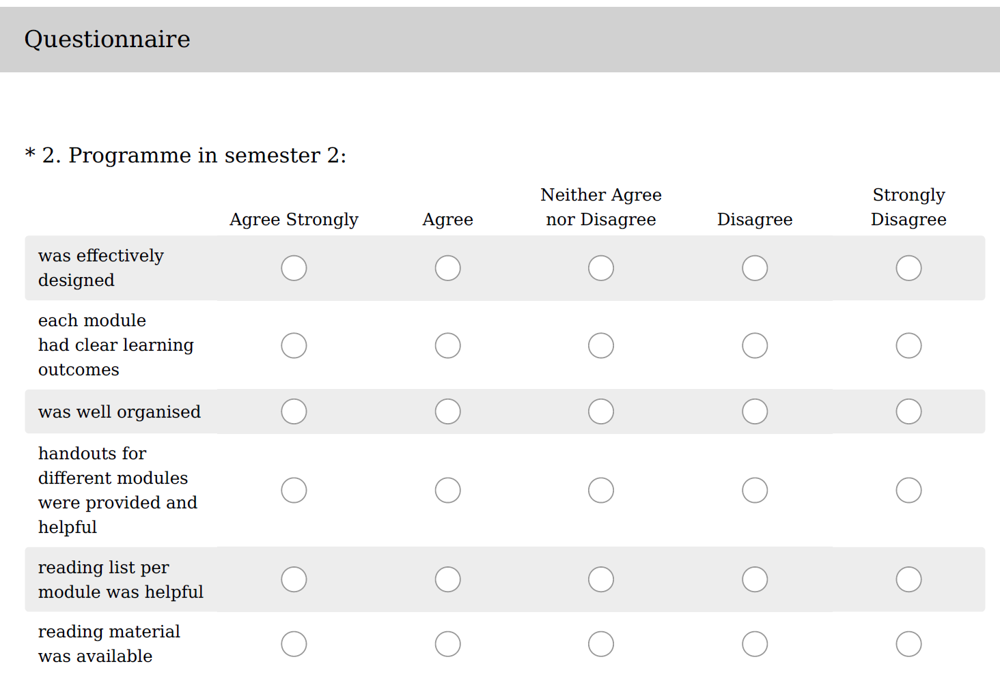 Questionnaire
* 2. Programme in semester 2:
Agree Strongly Agree Neither Agree nor Disagree Disagree Strongly Disagree
was effectively
designed
each module
had clear learning
outcomes
was well organised
handouts for
different modules
were provided and
helpful
reading list per
module was helpful
reading material
was available